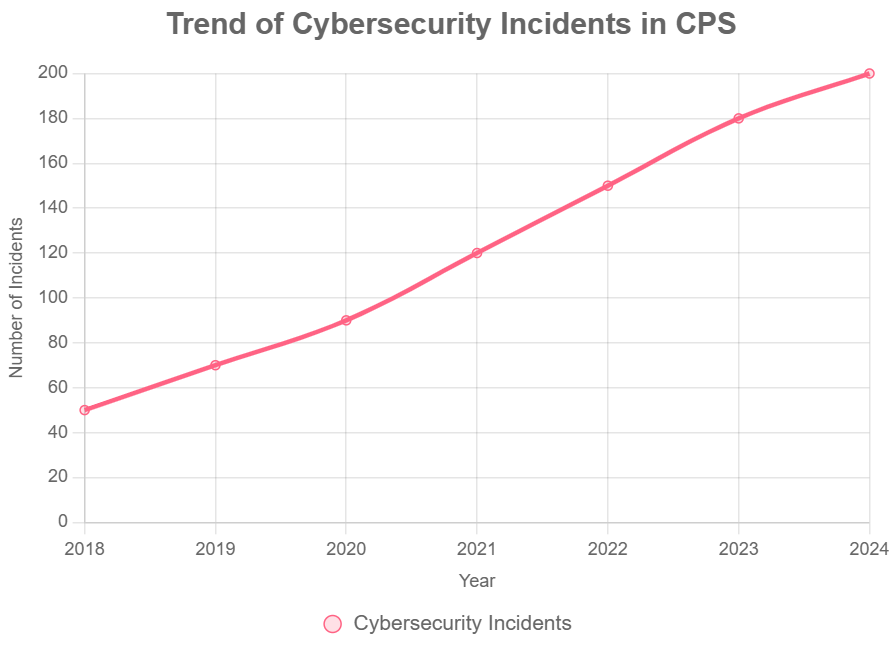 Trend of Cybersecurity Incidents in CPS
Number of Incidents
200
180
160
140
120
100
80
60
40
20
0
2018 2019 2020 2021 2022 2023 2024
Year
Cybersecurity Incidents